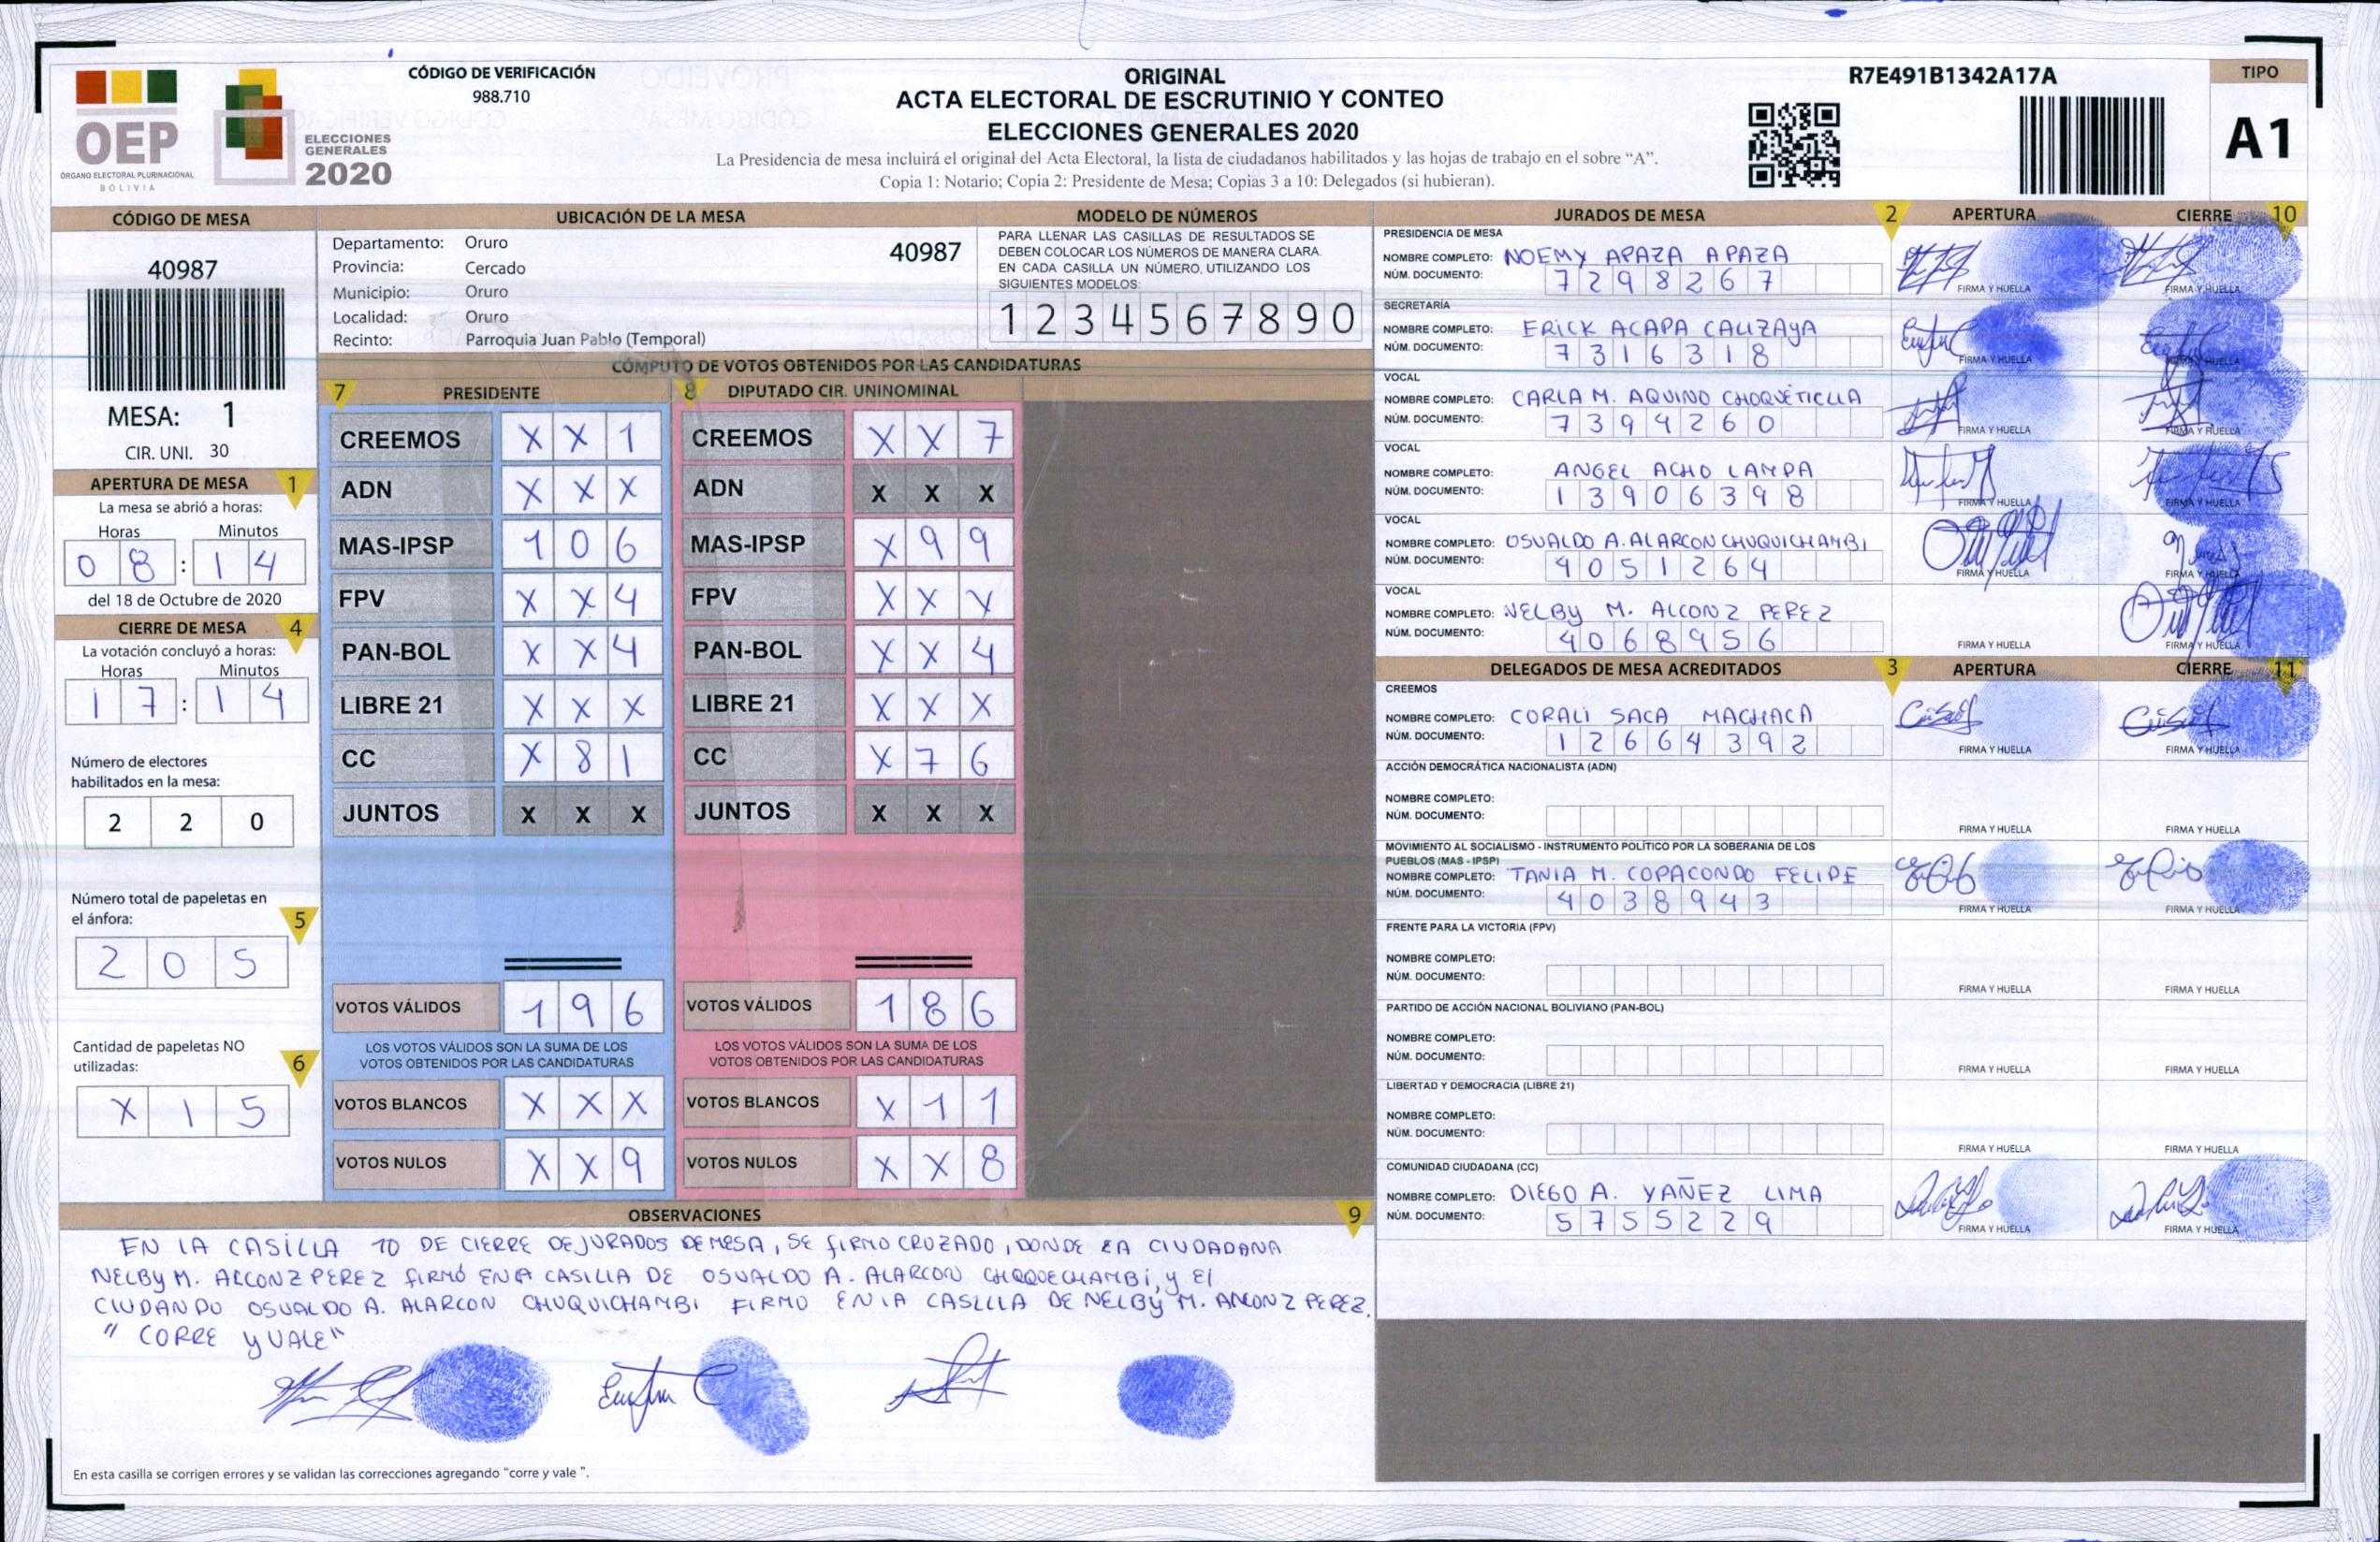 CÓDIGO DE VERIFICACIÓN
988.710
ORIGINAL
ACTA ELECTORAL DE ESCRUTINIO Y CONTEO
ELECCIONES GENERALES 2020
La Presidencia de mesa incluirá el original del Acta Electoral, la lista de ciudadanos habilitados y las hojas de trabajo en el sobre "A".
Copia 1: Notario; Copia 2: Presidente de Mesa; Copias 3 a 10: Delegados (si hubieran).
R7E491B1342A17A
TIPO
A1
OEP
ÓRGANO ELECTORAL PLURINACIONAL
BOLIVIA
ELECCIONES
GENERALES
2020
CÓDIGO DE MESA
40987
MESA: 1
CIR. UNI. 30
APERTURA DE MESA 1
La mesa se abrió a horas:
Horas Minutos
0 8 : 1 4
del 18 de Octubre de 2020
CIERRE DE MESA 4
La votación concluyó a horas:
Horas Minutos
1 7 : 1 4
Número de electores
habilitados en la mesa:
2 2 0
Número total de papeletas en
el ánfora: 5
2 0 5
Cantidad de papeletas NO
utilizadas: 6
X 1 5
UBICACIÓN DE LA MESA
Departamento: Oruro 40987
Provincia: Cercado
Municipio: Oruro
Localidad: Oruro
Recinto: Parroquia Juan Pablo (Temporal)
MODELO DE NÚMEROS
PARA LLENAR LAS CASILLAS DE RESULTADOS SE
DEBEN COLOCAR LOS NÚMEROS DE MANERA CLARA.
EN CADA CASILLA UN NÚMERO, UTILIZANDO LOS
SIGUIENTES MODELOS:
1 2 3 4 5 6 7 8 9 0
CÓMPUTO DE VOTOS OBTENIDOS POR LAS CANDIDATURAS
7 PRESIDENTE
CREEMOS X X 1
ADN X X X
MAS-IPSP 1 0 6
FPV X X 4
PAN-BOL X X 4
LIBRE 21 X X X
CC X 8 1
JUNTOS X X X
VOTOS VÁLIDOS 1 9 6
LOS VOTOS VÁLIDOS SON LA SUMA DE LOS
VOTOS OBTENIDOS POR LAS CANDIDATURAS
VOTOS BLANCOS X X X
VOTOS NULOS X X 9
8 DIPUTADO CIR. UNINOMINAL
CREEMOS X X 7
ADN X X X
MAS-IPSP X 9 9
FPV X X X
PAN-BOL X X 4
LIBRE 21 X X X
CC X 7 6
JUNTOS X X X
VOTOS VÁLIDOS 1 8 6
LOS VOTOS VÁLIDOS SON LA SUMA DE LOS
VOTOS OBTENIDOS POR LAS CANDIDATURAS
VOTOS BLANCOS X 1 1
VOTOS NULOS X X 8
JURADOS DE MESA 2 APERTURA CIERRE 10
PRESIDENCIA DE MESA
NOMBRE COMPLETO: NOEMY APAZA APAZA
NÚM. DOCUMENTO: 7 2 9 8 2 6 7
FIRMA Y HUELLA FIRMA Y HUELLA
SECRETARÍA
NOMBRE COMPLETO: ERICK ACAPA CALIZAYA
NÚM. DOCUMENTO: 7 3 1 6 3 1 8
FIRMA Y HUELLA FIRMA Y HUELLA
VOCAL
NOMBRE COMPLETO: CARLA M. AQUINO CHOQUETICLLA
NÚM. DOCUMENTO: 7 3 9 4 2 6 0
FIRMA Y HUELLA FIRMA Y HUELLA
VOCAL
NOMBRE COMPLETO: ANGEL ACHO LAMPA
NÚM. DOCUMENTO: 1 3 9 0 6 3 9 8
FIRMA Y HUELLA FIRMA Y HUELLA
VOCAL
NOMBRE COMPLETO: OSVALDO A. ALARCON CHUQUICHAMBI
NÚM. DOCUMENTO: 4 0 5 1 2 6 4
FIRMA Y HUELLA FIRMA Y HUELLA
VOCAL
NOMBRE COMPLETO: NELBY M. ALCONZ PEREZ
NÚM. DOCUMENTO: 4 0 6 8 9 5 6
FIRMA Y HUELLA FIRMA Y HUELLA
DELEGADOS DE MESA ACREDITADOS 3 APERTURA CIERRE 11
CREEMOS
NOMBRE COMPLETO: CORALI SACA MACHACA
NÚM. DOCUMENTO: 1 2 6 6 4 3 9 2
FIRMA Y HUELLA FIRMA Y HUELLA
ACCIÓN DEMOCRÁTICA NACIONALISTA (ADN)
NOMBRE COMPLETO:
NÚM. DOCUMENTO:
FIRMA Y HUELLA FIRMA Y HUELLA
MOVIMIENTO AL SOCIALISMO - INSTRUMENTO POLÍTICO POR LA SOBERANIA DE LOS
PUEBLOS (MAS - IPSP)
NOMBRE COMPLETO: TANIA M. COPACONDO FELIPE
NÚM. DOCUMENTO: 4 0 3 8 9 4 3
FIRMA Y HUELLA FIRMA Y HUELLA
FRENTE PARA LA VICTORIA (FPV)
NOMBRE COMPLETO:
NÚM. DOCUMENTO:
FIRMA Y HUELLA FIRMA Y HUELLA
PARTIDO DE ACCIÓN NACIONAL BOLIVIANO (PAN-BOL)
NOMBRE COMPLETO:
NÚM. DOCUMENTO:
FIRMA Y HUELLA FIRMA Y HUELLA
LIBERTAD Y DEMOCRACIA (LIBRE 21)
NOMBRE COMPLETO:
NÚM. DOCUMENTO:
FIRMA Y HUELLA FIRMA Y HUELLA
COMUNIDAD CIUDADANA (CC)
NOMBRE COMPLETO: DIEGO A. YAÑEZ LIMA
NÚM. DOCUMENTO: 5 7 5 5 2 2 9
FIRMA Y HUELLA FIRMA Y HUELLA
OBSERVACIONES 9
EN LA CASILLA 10 DE CIERRE DE JURADOS DE MESA, SE FIRMO CRUZADO, DONDE LA CIUDADANA
NELBY M. ALCONZ PEREZ FIRMÓ EN LA CASILLA DE OSVALDO A. ALARCON CHOQUECHAMBI, Y El
CIUDANDO OSVALDO A. ALARCON CHUQUICHAMBI FIRMO EN LA CASILLA DE NELBY M. ALCONZ PEREZ.
" CORRE Y VALE"
En esta casilla se corrigen errores y se validan las correcciones agregando "corre y vale ".